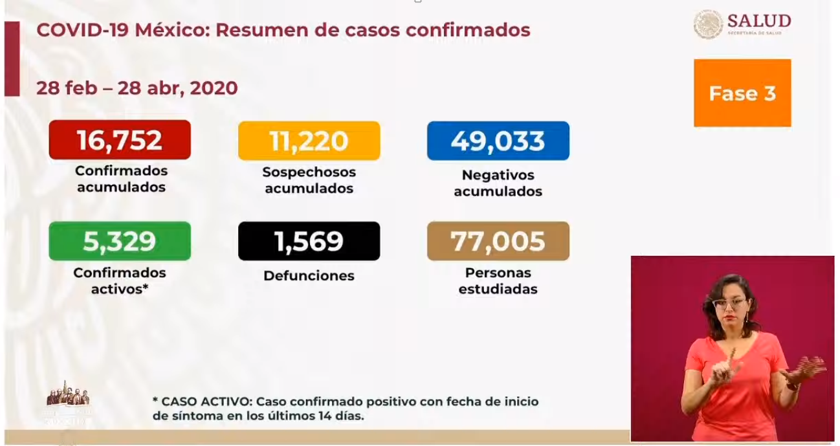 COVID-19 México: Resumen de casos confirmados
SALUD
SECRETARÍA DE SALUD
28 feb – 28 abr, 2020
Fase 3
16,752
Confirmados
acumulados
11,220
Sospechosos
acumulados
49,033
Negativos
acumulados
5,329
Confirmados
activos*
1,569
Defunciones
77,005
Personas
estudiadas
* CASO ACTIVO: Caso confirmado positivo con fecha de inicio
de síntoma en los últimos 14 días.